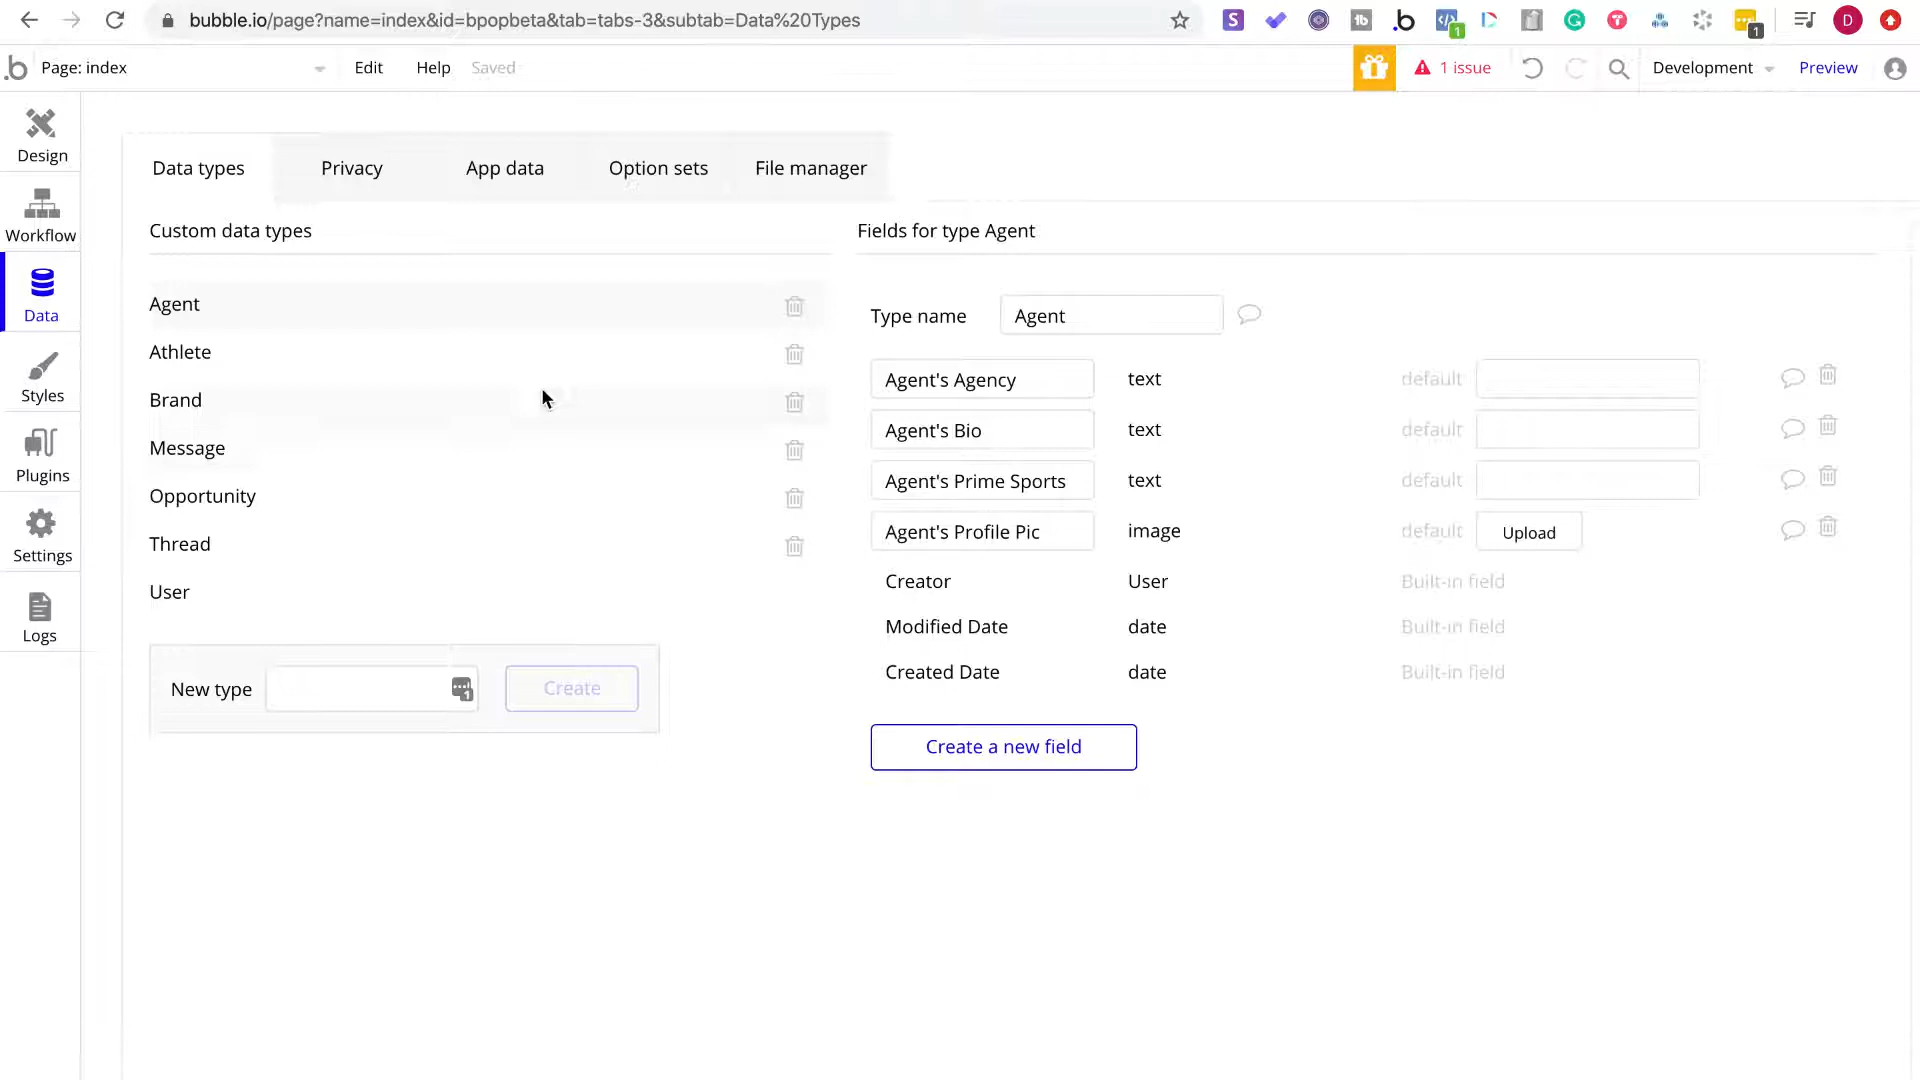 bubble.io/page?name=index&id=bpopbeta&tab=tabs-3&subtab=Data%20Types
S
tb
.b
1
G
T
1
D
.b Page: index Edit Help Saved 1 issue Development Preview
Design
Workflow
Data
Styles
Plugins
Settings
Logs
Data types Privacy App data Option sets File manager
Custom data types
Agent
Athlete
Brand
Message
Opportunity
Thread
User
New type 1 Create
Fields for type Agent
Type name Agent
Agent's Agency text default
Agent's Bio text default
Agent's Prime Sports text default
Agent's Profile Pic image default Upload
Creator User Built-in field
Modified Date date Built-in field
Created Date date Built-in field
Create a new field